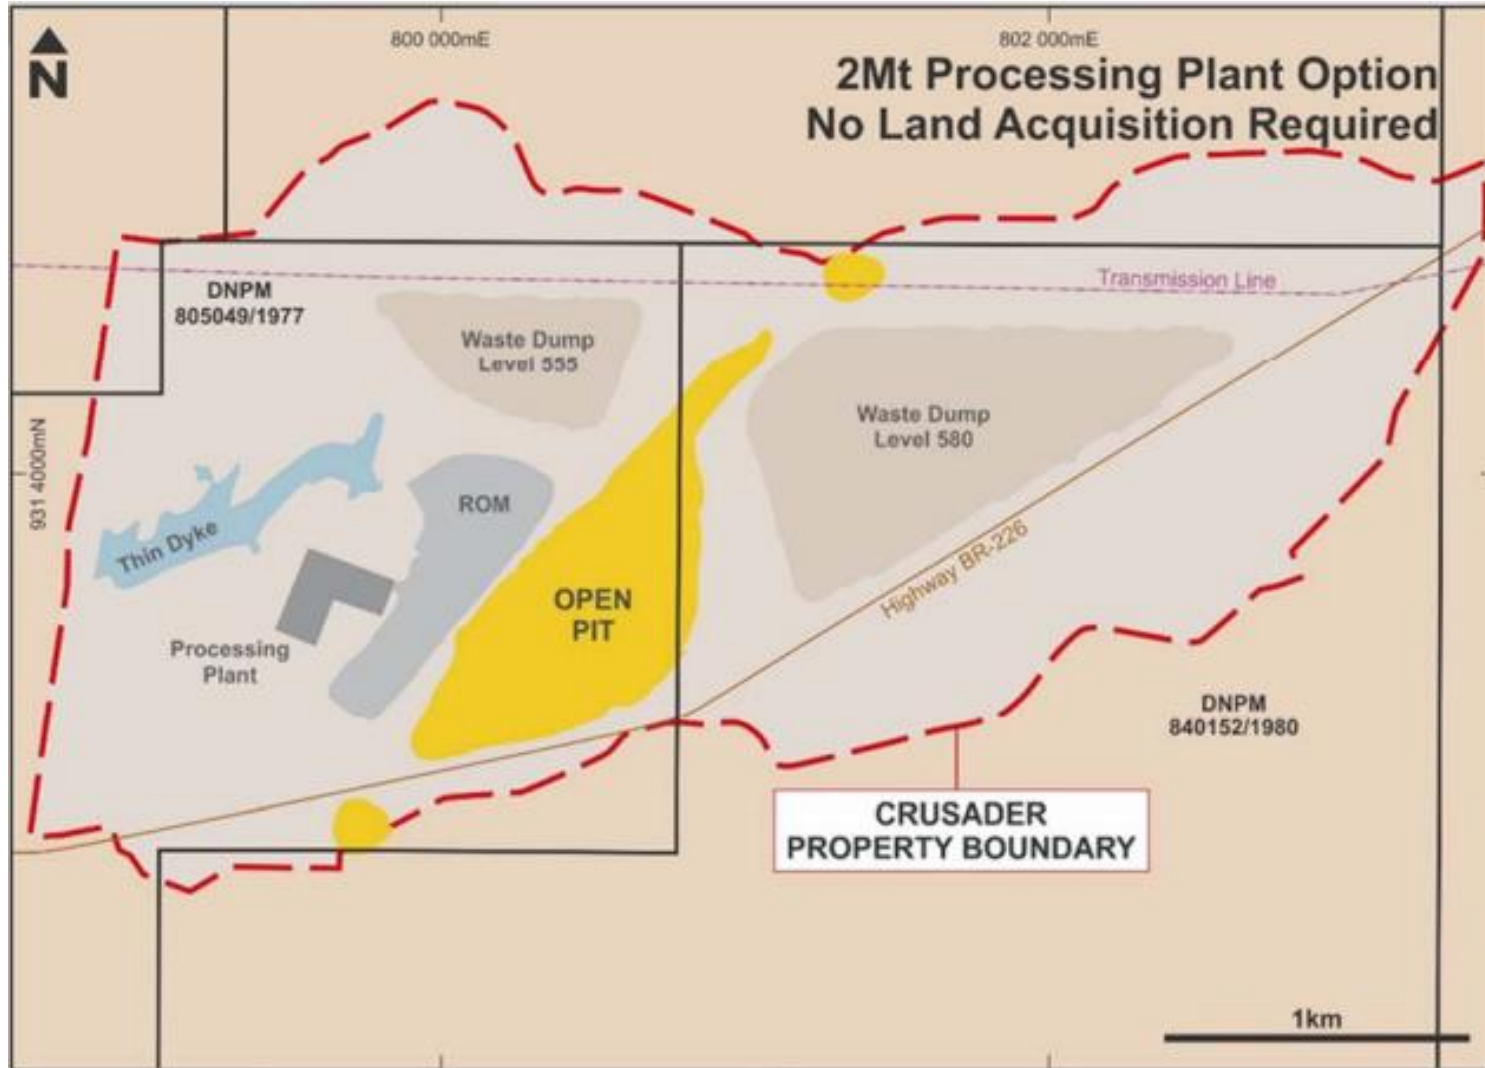 N
800 000mE
802 000mE
2Mt Processing Plant Option
No Land Acquisition Required
Transmission Line
DNPM
805049/1977
Waste Dump
Level 555
Waste Dump
Level 580
931 4000mN
ROM
Thin Dyke
OPEN
PIT
Highway BR-226
Processing
Plant
DNPM
840152/1980
CRUSADER
PROPERTY BOUNDARY
1km